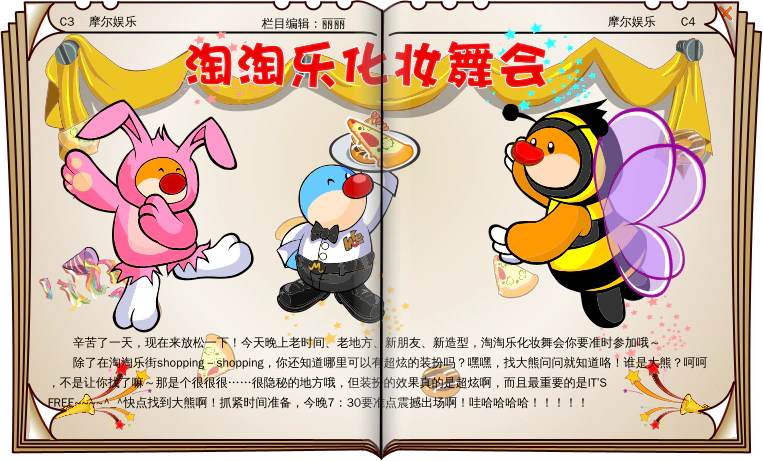 C3 摩尔娱乐
栏目编辑：丽丽
摩尔娱乐 C4
淘淘乐化妆舞会
辛苦了一天，现在来放松一下！今天晚上老时间、老地方、新朋友、新造型，淘淘乐化妆舞会你要准时参加哦～
除了在淘淘乐街shopping－shopping，你还知道哪里可以有超炫的装扮吗？嘿嘿，找大熊问问就知道咯！谁是大熊？呵呵
，不是让你找了嘛～那是个很很很……很隐秘的地方哦，但装扮的效果真的是超炫啊，而且最重要的是IT'S
FREE~~~~^_^快点找到大熊啊！抓紧时间准备，今晚7：30要准点震撼出场啊！哇哈哈哈哈！！！！！